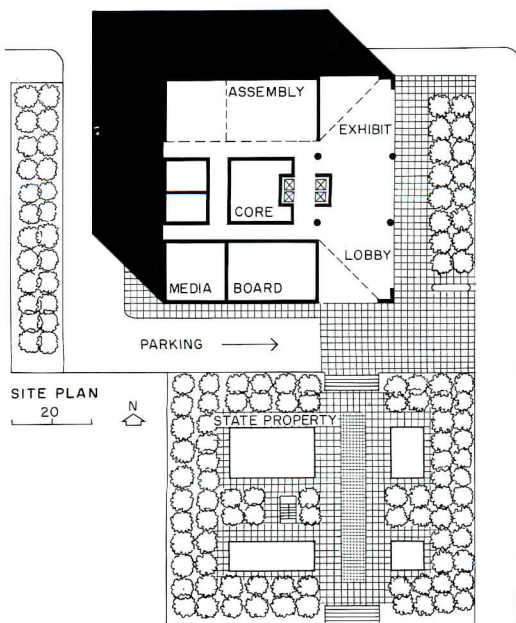 ASSEMBLY
EXHIBIT
CORE
LOBBY
MEDIA
BOARD
PARKING
SITE PLAN
20
N
STATE PROPERTY